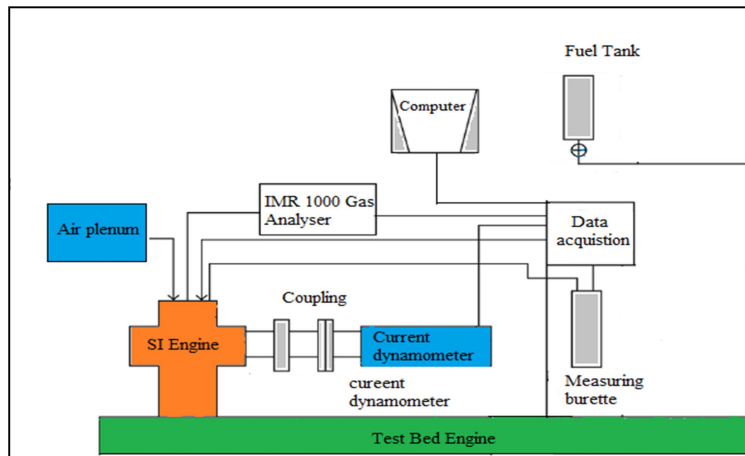 Fuel Tank
Computer
IMR 1000 Gas
Analyser
Air plenum
Data
acquistion
Coupling
SI Engine
Current
dynamometer
cureent
dynamometer
Measuring
burette
Test Bed Engine